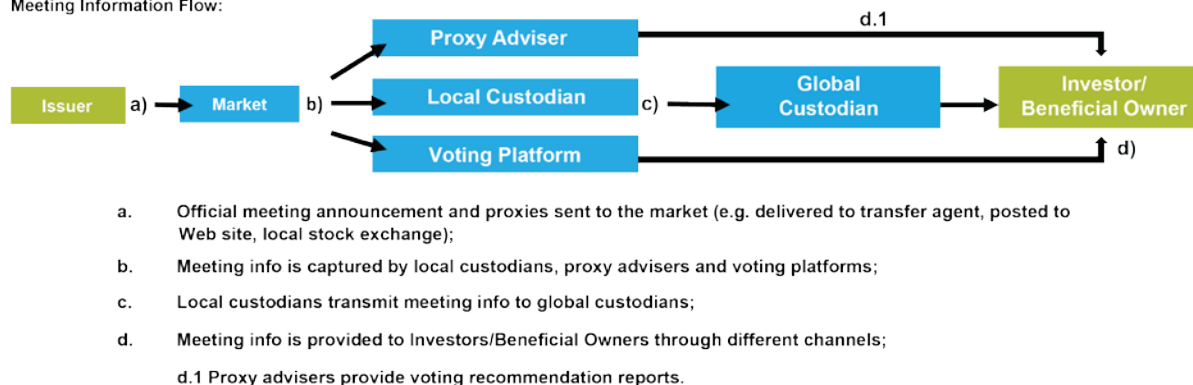 Meeting Information Flow:
d.1
Proxy Adviser
Issuer
a)
Market
b)
Local Custodian
c)
Global
Custodian
Investor/
Beneficial Owner
Voting Platform
d)
a. Official meeting announcement and proxies sent to the market (e.g. delivered to transfer agent, posted to
Web site, local stock exchange);
b. Meeting info is captured by local custodians, proxy advisers and voting platforms;
c. Local custodians transmit meeting info to global custodians;
d. Meeting info is provided to Investors/Beneficial Owners through different channels;
d.1 Proxy advisers provide voting recommendation reports.